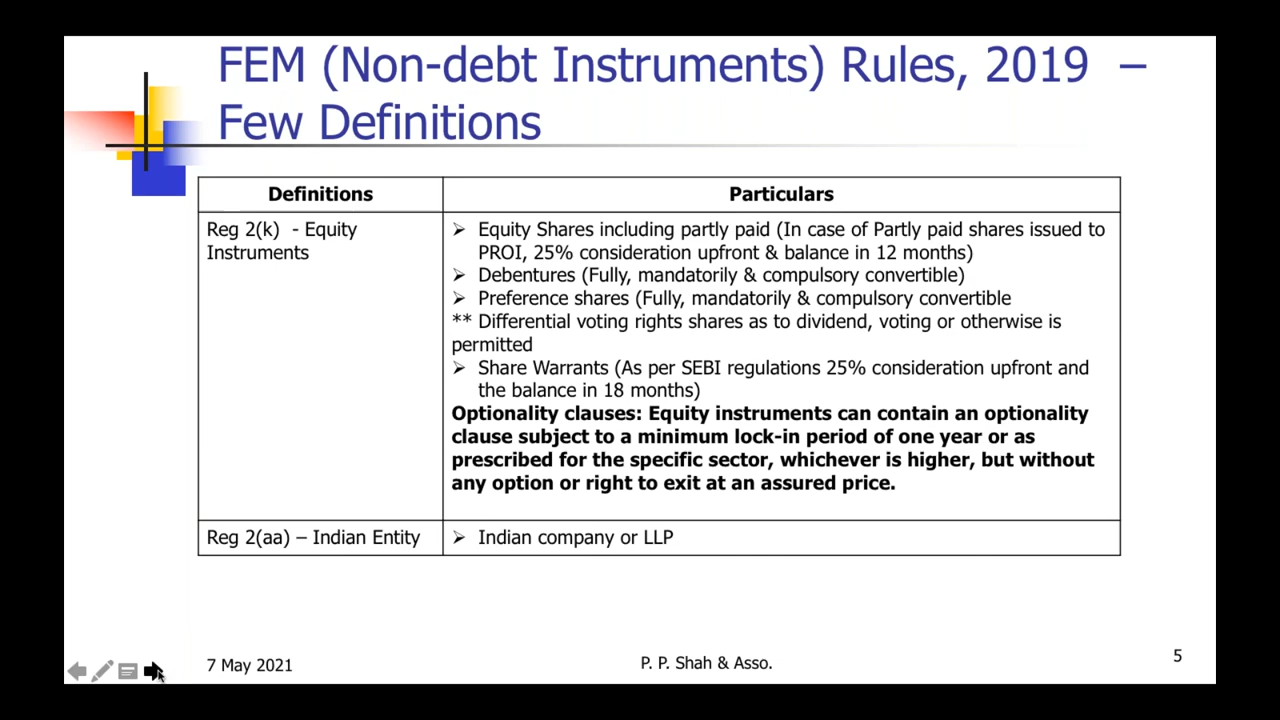 FEM (Non-debt Instruments) Rules, 2019 –
Few Definitions
Definitions
Particulars
Reg 2(k) - Equity
Instruments
➢ Equity Shares including partly paid (In case of Partly paid shares issued to
PROI, 25% consideration upfront & balance in 12 months)
➢ Debentures (Fully, mandatorily & compulsory convertible)
➢ Preference shares (Fully, mandatorily & compulsory convertible
** Differential voting rights shares as to dividend, voting or otherwise is
permitted
➢ Share Warrants (As per SEBI regulations 25% consideration upfront and
the balance in 18 months)
Optionality clauses: Equity instruments can contain an optionality
clause subject to a minimum lock-in period of one year or as
prescribed for the specific sector, whichever is higher, but without
any option or right to exit at an assured price.
Reg 2(aa) – Indian Entity
➢ Indian company or LLP
7 May 2021
P. P. Shah & Asso.
5